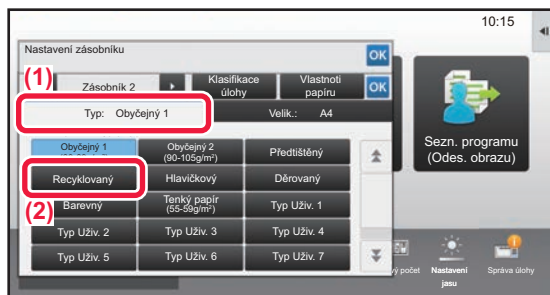 10:15
Nastavení zásobníku
OK
(1)
Zásobník 2
Klasifikace
úlohy
Vlastnoti
papíru
OK
Typ: Obyčejný 1
Velik.: A4
Obyčejný 1
Obyčejný 2
(90-105g/m²)
Předtištěný
Recyklovaný
Hlavičkový
Děrovaný
(2)
Barevný
Tenký papír
(55-59g/m²)
Typ Uživ. 1
Typ Uživ. 2
Typ Uživ. 3
Typ Uživ. 4
Typ Uživ. 5
Typ Uživ. 6
Typ Uživ. 7
Sezn. programu
(Odes. obrazu)
počet
Nastavení
jasu
Správa úlohy